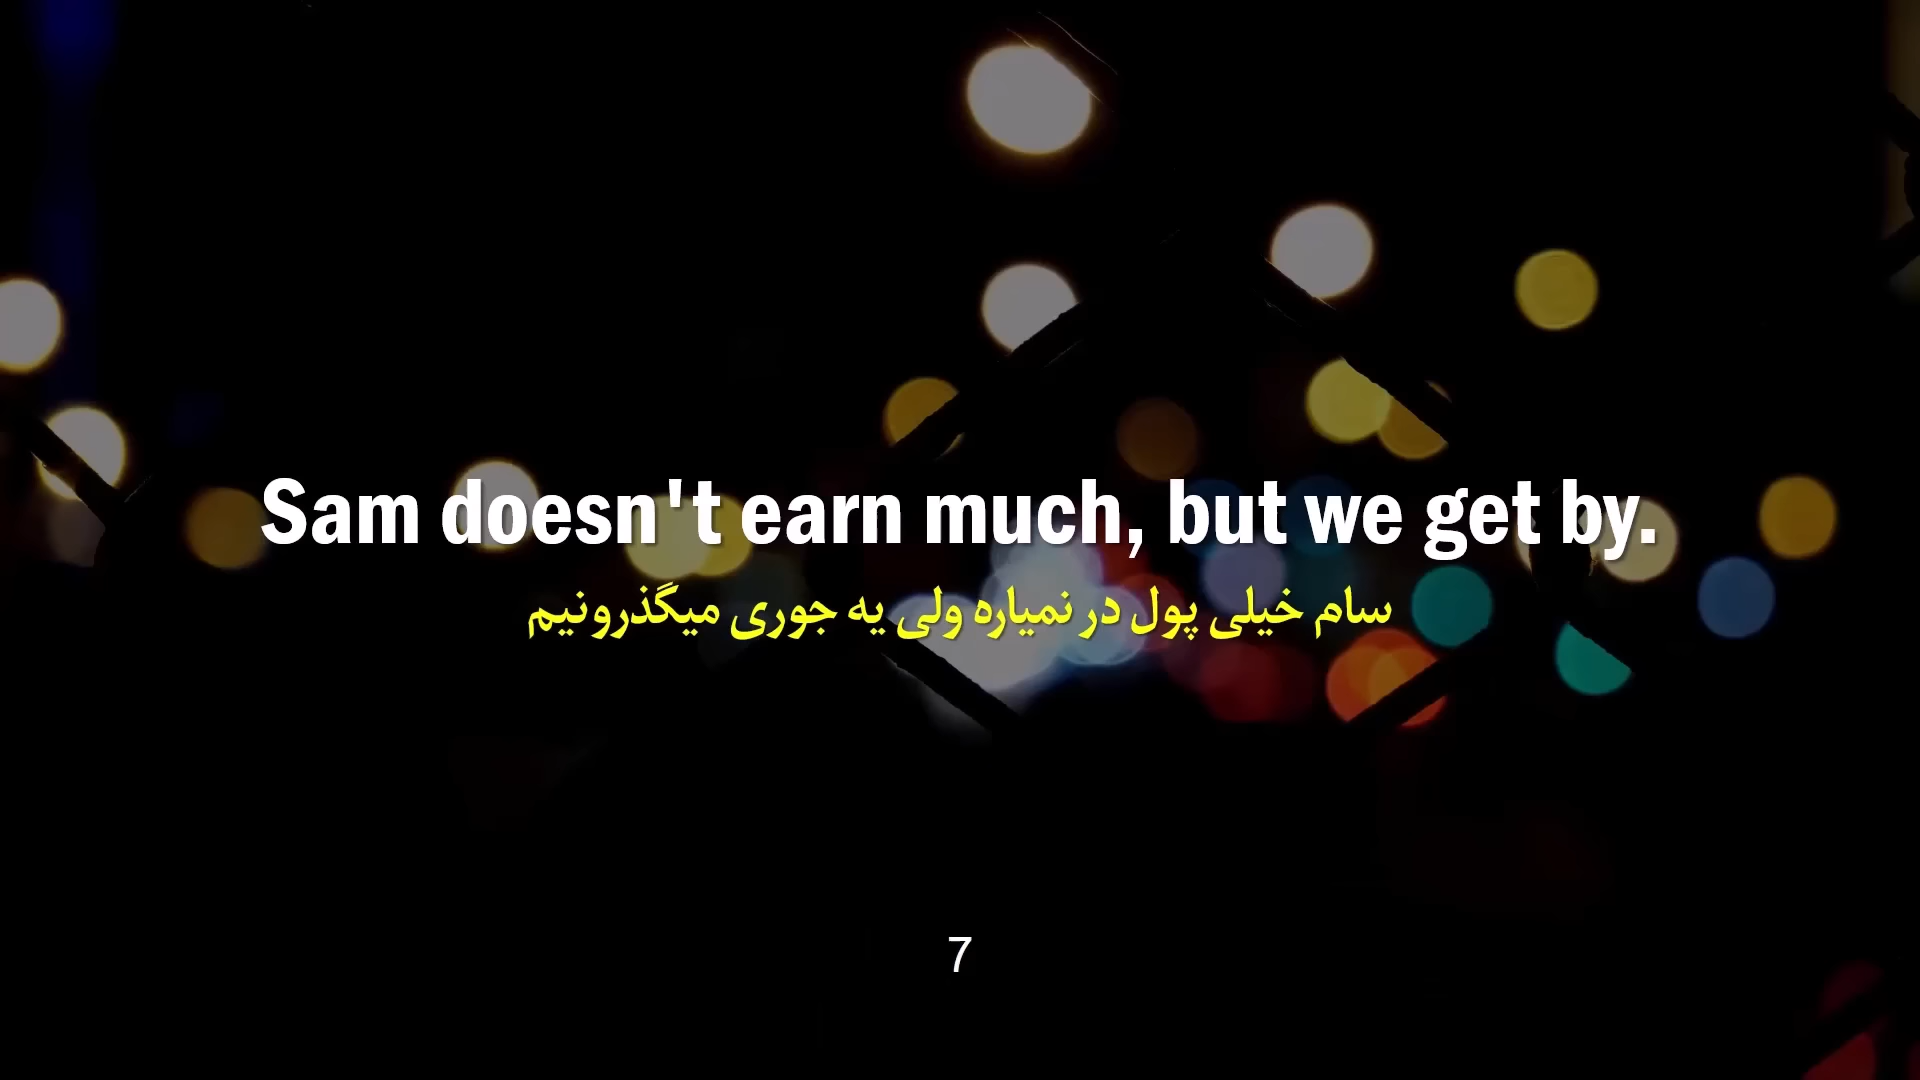 Sam doesn't earn much, but we get by.
سام خیلی پول در نمیاره ولی یه جوری میگذرونیم
7